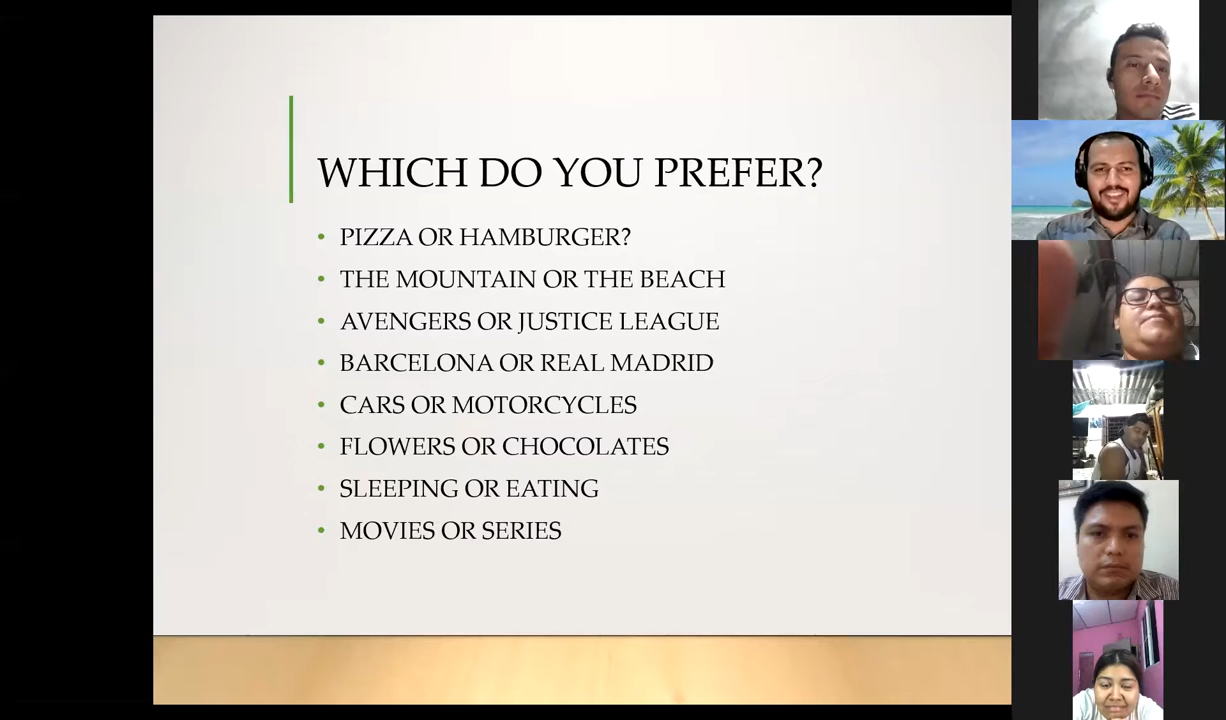 WHICH DO YOU PREFER?
• PIZZA OR HAMBURGER?
• THE MOUNTAIN OR THE BEACH
• AVENGERS OR JUSTICE LEAGUE
• BARCELONA OR REAL MADRID
• CARS OR MOTORCYCLES
• FLOWERS OR CHOCOLATES
• SLEEPING OR EATING
• MOVIES OR SERIES